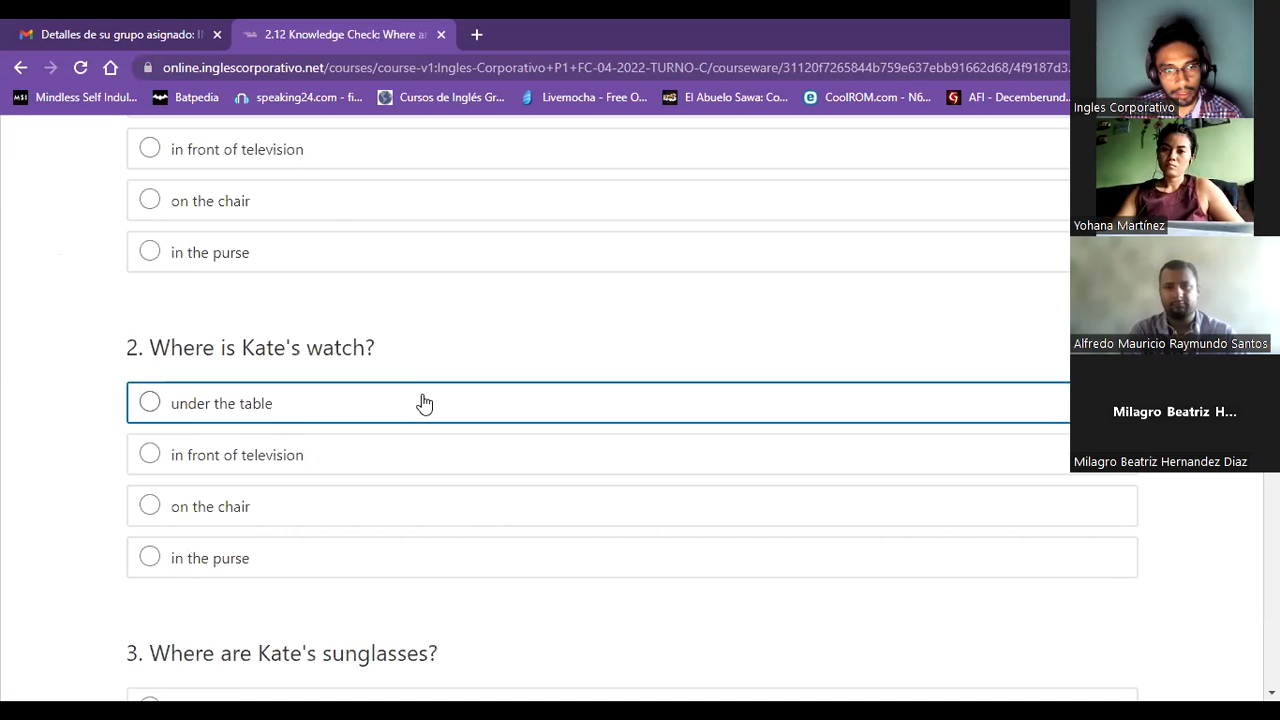 Detalles de su grupo asignado: I
2.12 Knowledge Check: Where a
online.inglescorporativo.net/courses/course-v1:Ingles-Corporativo+P1+FC-04-2022-TURNO-C/courseware/31120f7265844b759e637ebb91662d68/4f9187d3.
Mindless Self Indul...
Batpedia
speaking24.com - fi...
Cursos de Inglés:...
Livemocha - Free O...
El Abuelo Sawa: Co...
CoolROM.com - N6...
AFI - Decemberund...
in front of television
on the chair
in the purse
2. Where is Kate's watch?
under the table
in front of television
on the chair
in the purse
3. Where are Kate's sunglasses?
Ingles Corporativo
Yohana Martínez
Alfredo Mauricio Raymundo Santos
Milagro Beatriz H...
Milagro Beatriz Hernandez Diaz